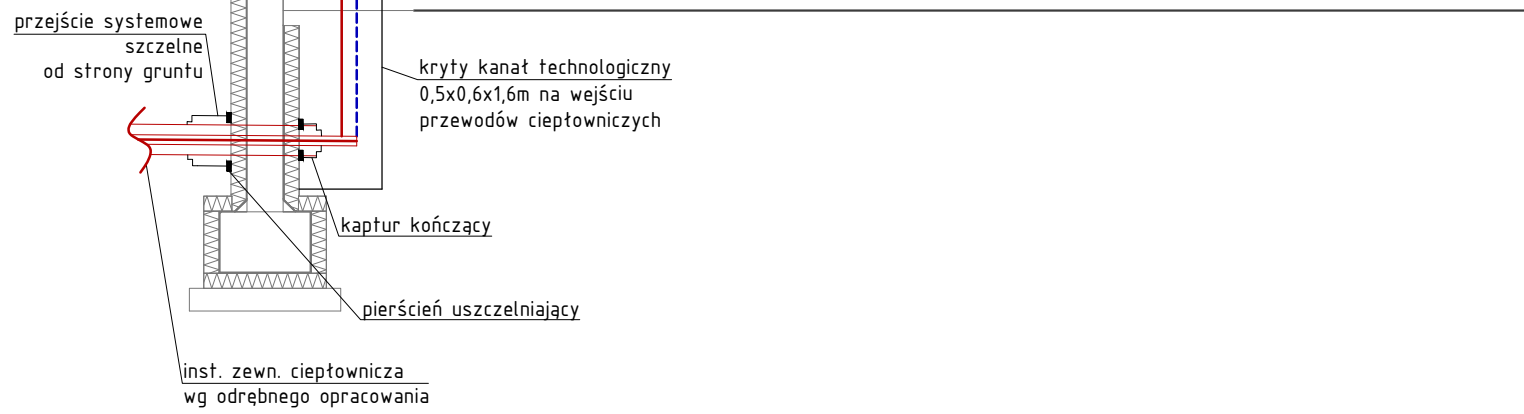 przejście systemowe
szczelne
od strony gruntu
kryty kanał technologiczny
0,5x0,6x1,6m na wejściu
przewodów ciepłowniczych
kaptur kończący
pierścień uszczelniający
inst. zewn. ciepłownicza
wg odrębnego opracowania